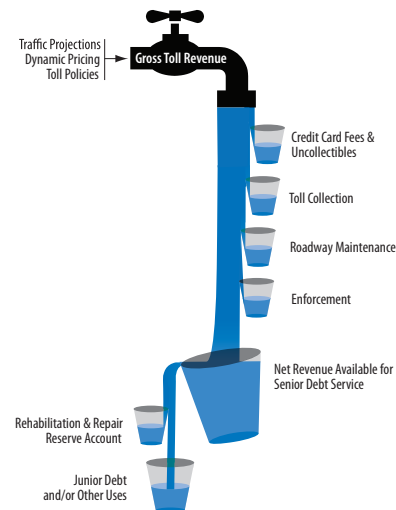 Traffic Projections
Dynamic Pricing
Toll Policies
Gross Toll Revenue
Credit Card Fees &
Uncollectibles
Toll Collection
Roadway Maintenance
Enforcement
Net Revenue Available for
Senior Debt Service
Rehabilitation & Repair
Reserve Account
Junior Debt
and/or Other Uses